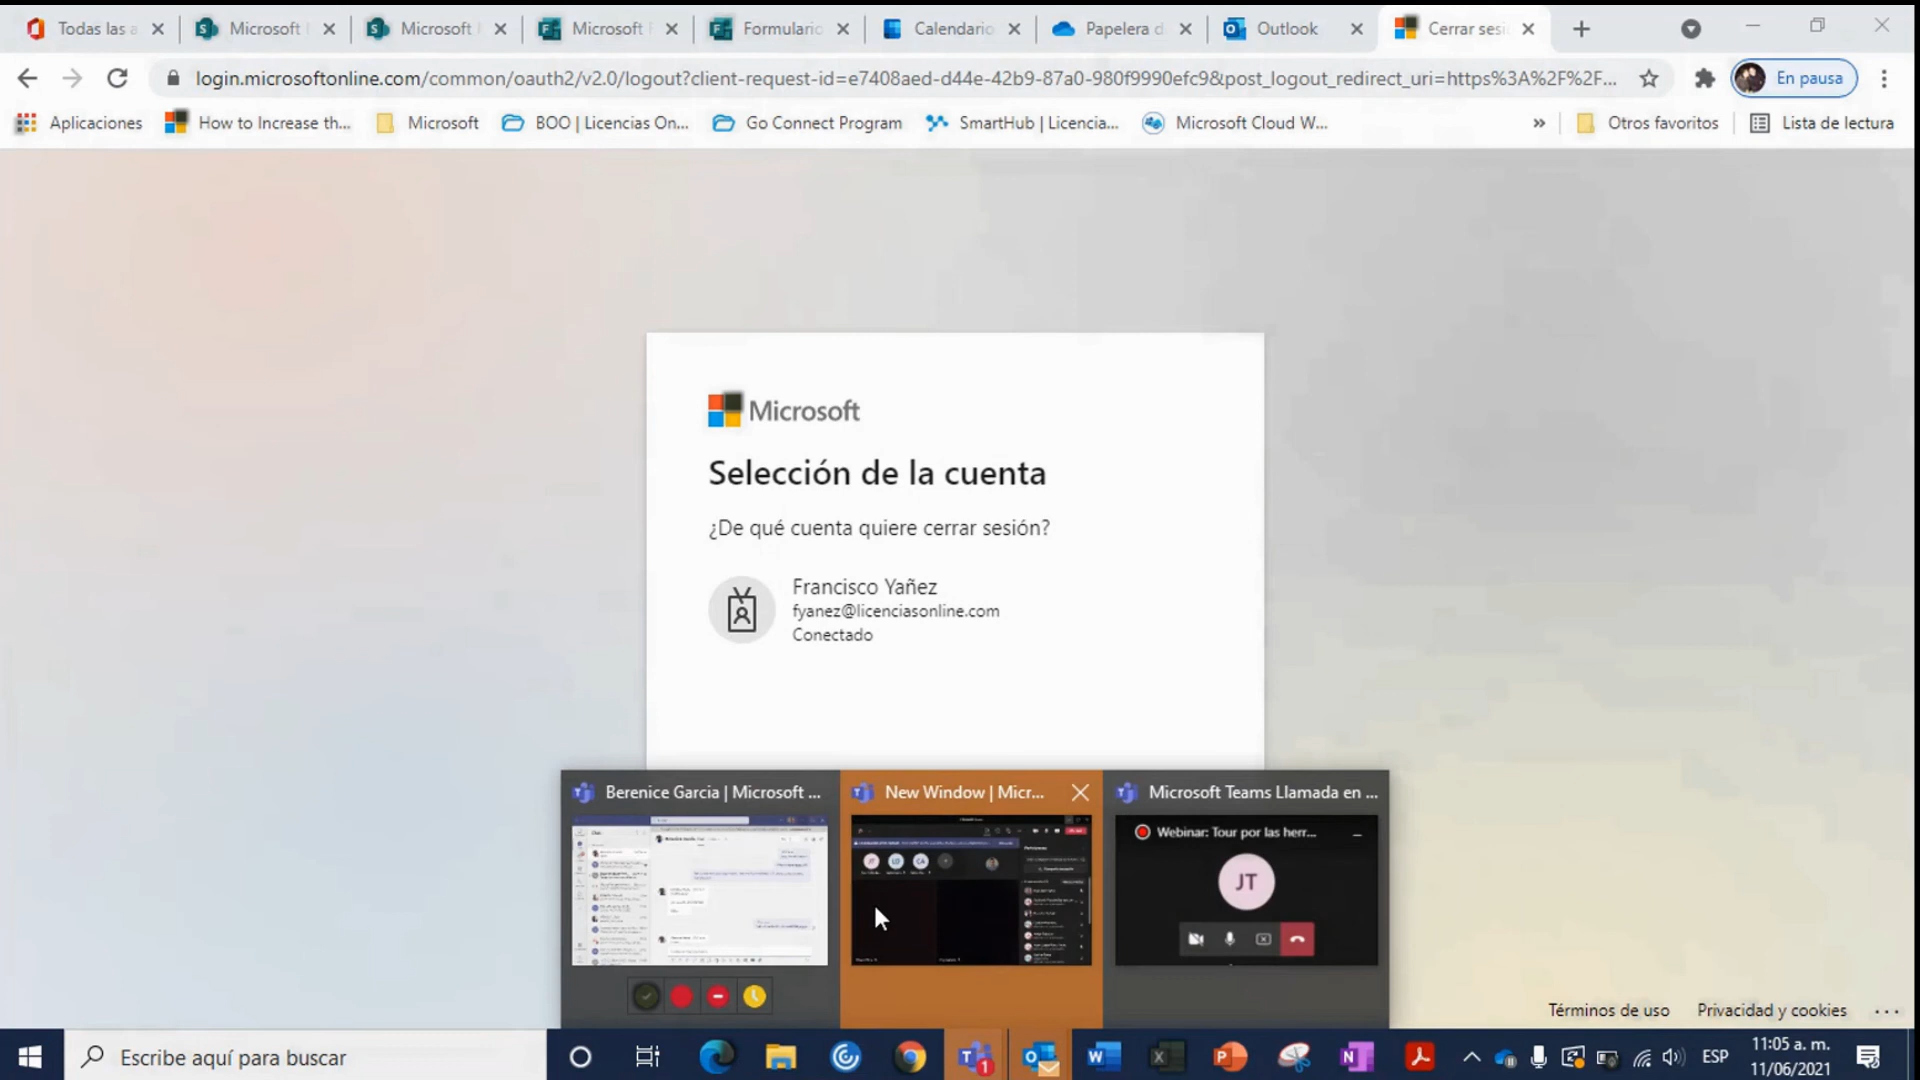 Todas las a
Microsoft
Microsoft
Microsoft F
Formulario
Calendario
Papelera d
Outlook
Cerrar sesi
login.microsoftonline.com/common/oauth2/v2.0/logout?client-request-id=e7408aed-d44e-42b9-87a0-980f9990efc9&post_logout_redirect_uri=https%3A%2F%2F...
En pausa
Aplicaciones
How to Increase th...
Microsoft
BOO | Licencias On...
Go Connect Program
SmartHub | Licencia...
Microsoft Cloud W...
»
Otros favoritos
Lista de lectura
Microsoft
Selección de la cuenta
¿De qué cuenta quiere cerrar sesión?
Francisco Yañez
fyanez@licenciasonline.com
Conectado
Berenice Garcia | Microsoft ...
New Window | Micr...
Microsoft Teams Llamada en ...
Webinar: Tour por las herr...
JT
Términos de uso
Privacidad y cookies
...
Escribe aquí para buscar
1
ESP
11:05 a. m.
11/06/2021